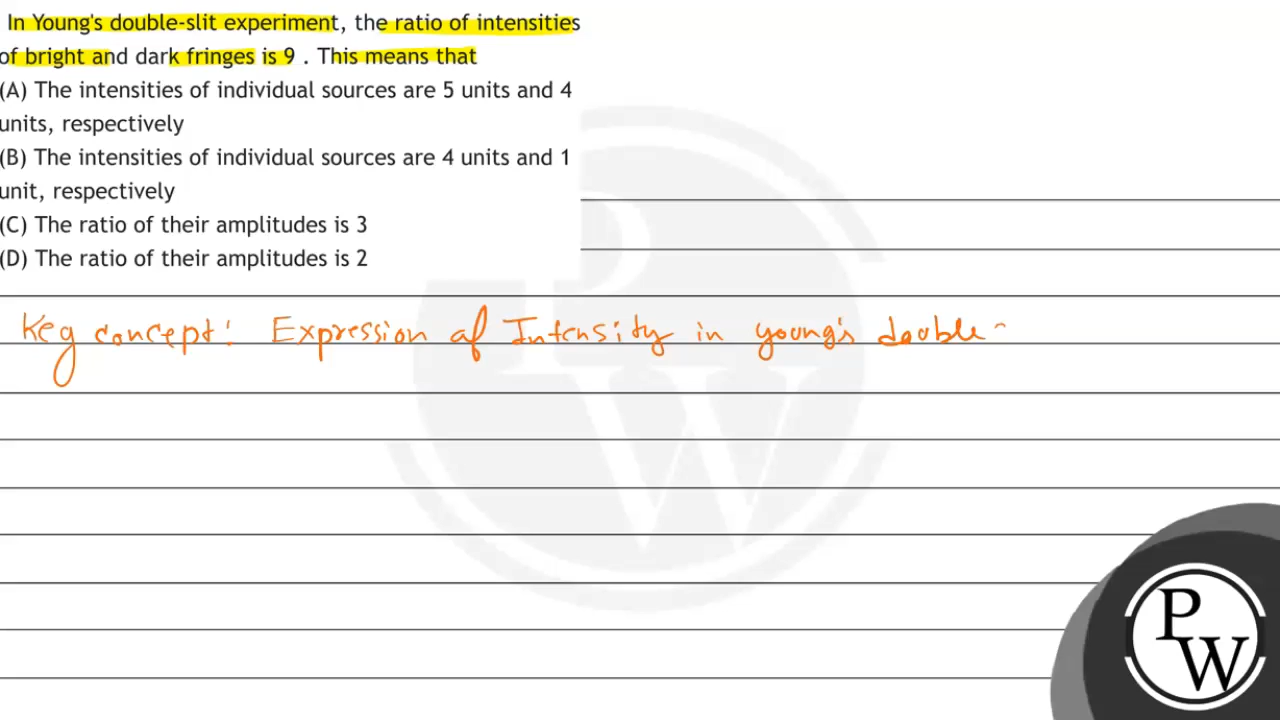 In Young's double-slit experiment, the ratio of intensities
of bright and dark fringes is 9 . This means that
(A) The intensities of individual sources are 5 units and 4
units, respectively
(B) The intensities of individual sources are 4 units and 1
unit, respectively
(C) The ratio of their amplitudes is 3
(D) The ratio of their amplitudes is 2
Key concept: Expression of Intensity in young's double-
PW
PW